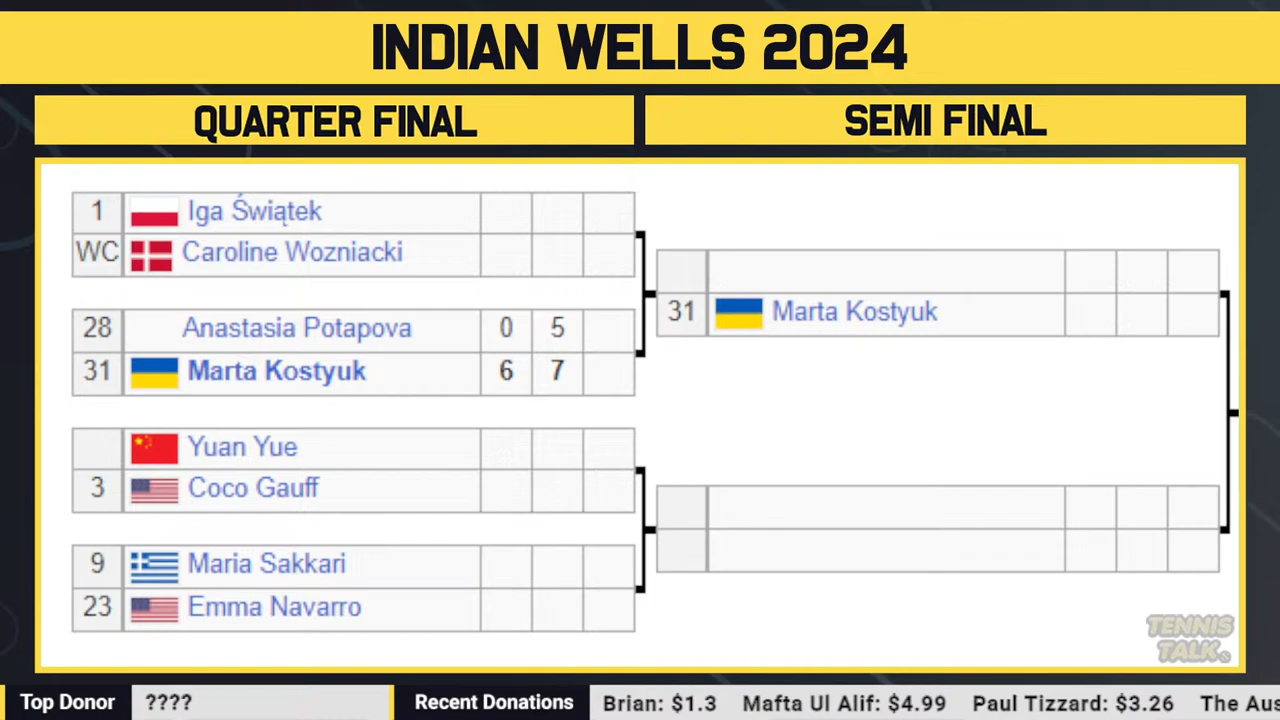 INDIAN WELLS 2024
QUARTER FINAL
SEMI FINAL
1 Iga Świątek
WC Caroline Wozniacki
28 Anastasia Potapova 0 5
31 Marta Kostyuk 6 7
Yuan Yue
3 Coco Gauff
9 Maria Sakkari
23 Emma Navarro
31 Marta Kostyuk
TENNIS
TALK
Top Donor ???? Recent Donations Brian: $1.3 Mafta Ul Alif: $4.99 Paul Tizzard: $3.26 The Aus